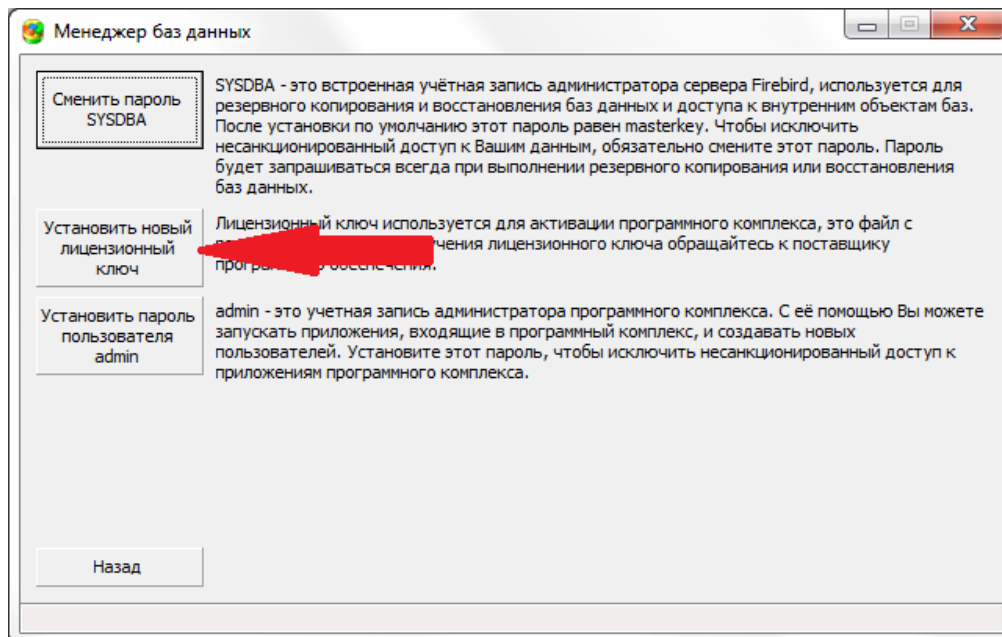 Менеджер баз данных
Сменить пароль
SYSDBA
SYSDBA - это встроенная учётная запись администратора сервера Firebird, используется для
резервного копирования и восстановления баз данных и доступа к внутренним объектам баз.
После установки по умолчанию этот пароль равен masterkey. Чтобы исключить
несанкционированный доступ к Вашим данным, обязательно смените этот пароль. Пароль
будет запрашиваться всегда при выполнении резервного копирования или восстановления
баз данных.
Установить новый
лицензионный
ключ
Лицензионный ключ используется для активации программного комплекса, это файл с
лицензионного ключа обращайтесь к поставщику
Установить пароль
пользователя
admin
admin - это учетная запись администратора программного комплекса. С её помощью Вы можете
запускать приложения, входящие в программный комплекс, и создавать новых
пользователей. Установите этот пароль, чтобы исключить несанкционированный доступ к
приложениям программного комплекса.
Назад